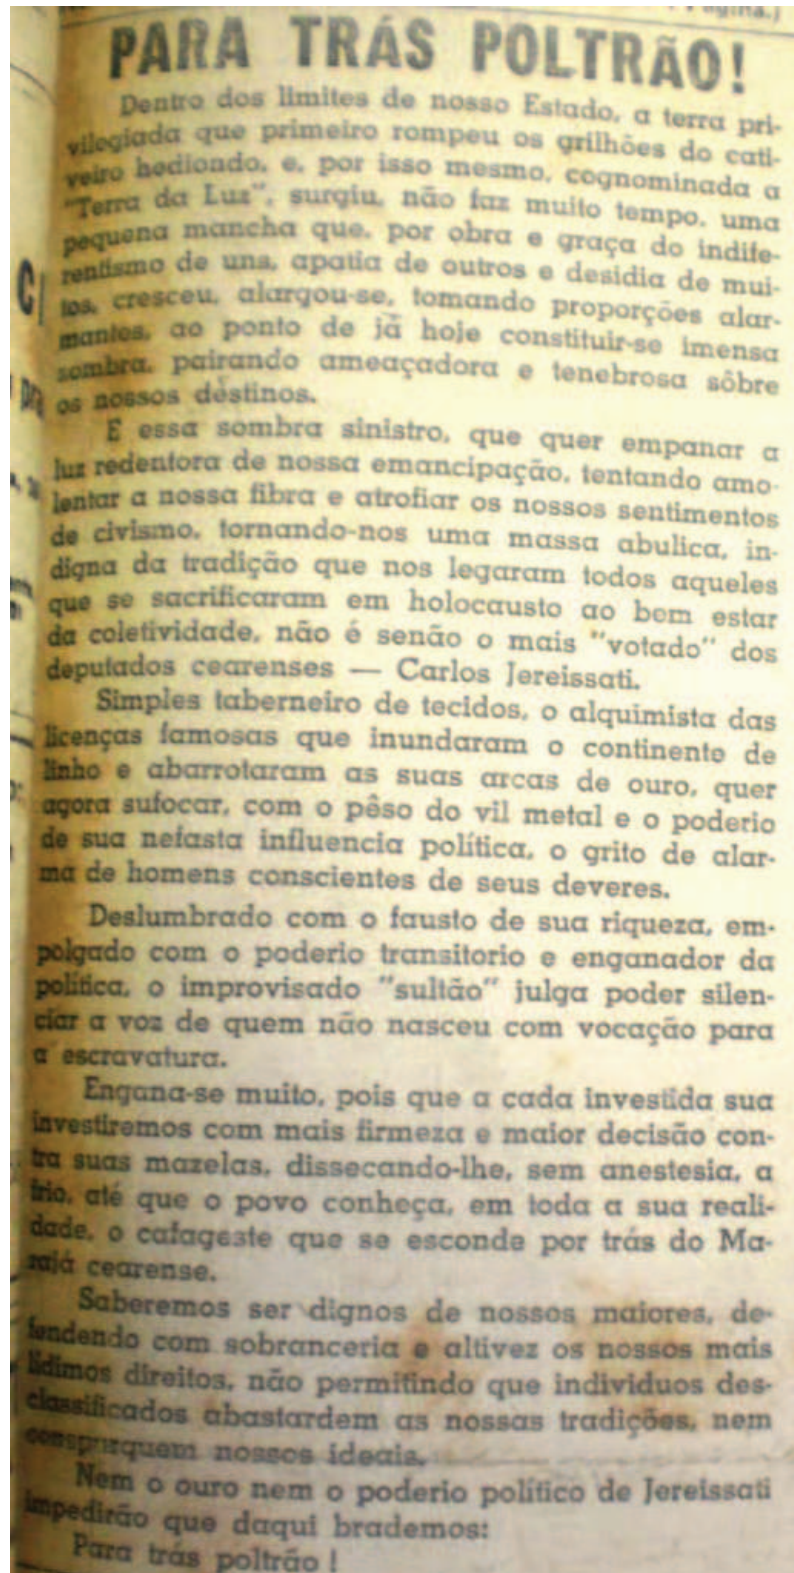 Página.)
PARA TRÁS POLTRÃO!
Dentro dos limites de nosso Estado, a terra pri-
vilegiada que primeiro rompeu os grilhões do cati-
veiro hediondo, e, por isso mesmo, cognominada a
"Terra da Luz", surgiu, não faz muito tempo, uma
pequena mancha que, por obra e graça do indife-
rentismo de uns, apatia de outros e desidia de mui-
tos, cresceu, alargou-se, tomando proporções alar-
mantes, ao ponto de já hoje constituir-se imensa
sombra, pairando ameaçadora e tenebrosa sôbre
os nossos destinos.
E essa sombra sinistro, que quer empanar a
luz redentora de nossa emancipação, tentando amo-
lentar a nossa fibra e atrofiar os nossos sentimentos
de civismo, tornando-nos uma massa abulica, in-
digna da tradição que nos legaram todos aqueles
que se sacrificaram em holocausto ao bem estar
da coletividade, não é senão o mais "votado" dos
deputados cearenses — Carlos Jereissati.
Simples taberneiro de tecidos, o alquimista das
licenças famosas que inundaram o continente de
linho e abarrotaram as suas arcas de ouro, quer
agora sufocar, com o pêso do vil metal e o poderio
de sua nefasta influencia política, o grito de alar-
ma de homens conscientes de seus deveres.
Deslumbrado com o fausto de sua riqueza, em-
polgado com o poderio transitorio e enganador da
política, o improvisado "sultão" julga poder silen-
ciar a voz de quem não nasceu com vocação para
a escravatura.
Engana-se muito, pois que a cada investida sua
investiremos com mais firmeza e maior decisão con-
tra suas mazelas, dissecando-lhe, sem anestesia, a
frio, até que o povo conheça, em toda a sua reali-
dade, o cafageste que se esconde por trás do Ma-
rajá cearense.
Saberemos ser dignos de nossos maiores, de-
fendendo com sobranceria e altivez os nossos mais
lidimos direitos, não permitindo que individuos des-
classificados abastardem as nossas tradições, nem
conspurquem nossos ideais.
Nem o ouro nem o poderio político de Jereissati
impedirão que daqui brademos:
Para trás poltrão!